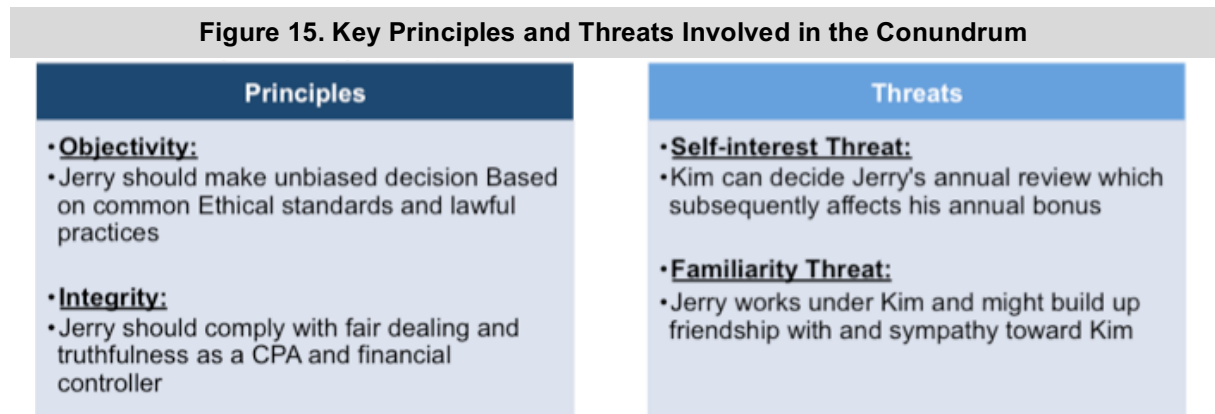 Figure 15. Key Principles and Threats Involved in the Conundrum
Principles
•Objectivity:
•Jerry should make unbiased decision Based
on common Ethical standards and lawful
practices
•Integrity:
•Jerry should comply with fair dealing and
truthfulness as a CPA and financial
controller
Threats
•Self-interest Threat:
•Kim can decide Jerry's annual review which
subsequently affects his annual bonus
•Familiarity Threat:
•Jerry works under Kim and might build up
friendship with and sympathy toward Kim